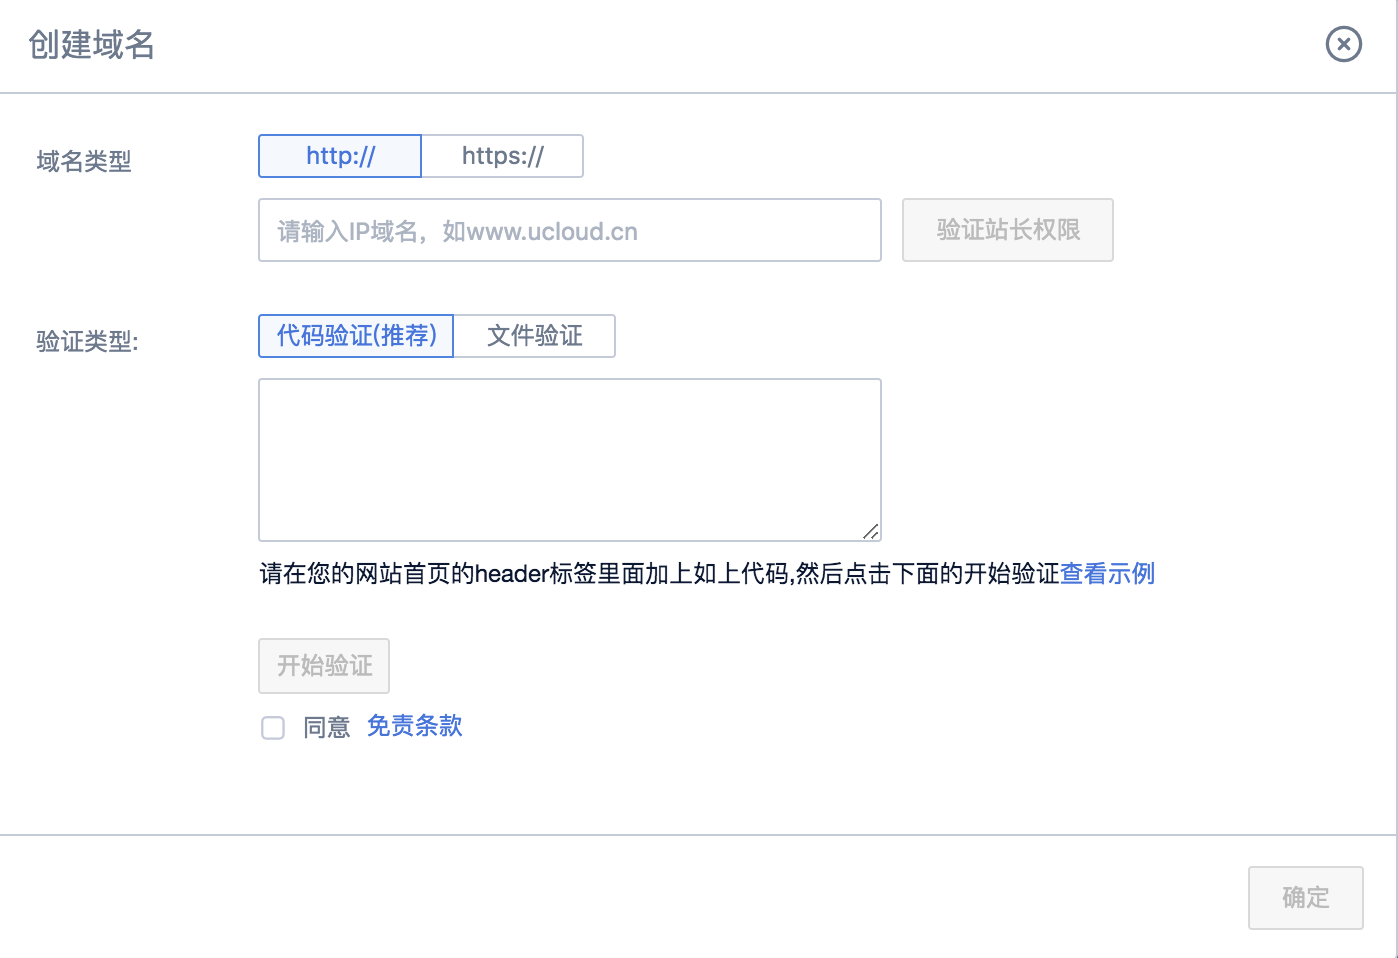 创建域名
域名类型
http:// https://
请输入IP域名，如www.ucloud.cn 验证站长权限
验证类型: 代码验证(推荐) 文件验证
请在您的网站首页的header标签里面加上如上代码,然后点击下面的开始验证查看示例
开始验证
同意 免责条款
确定